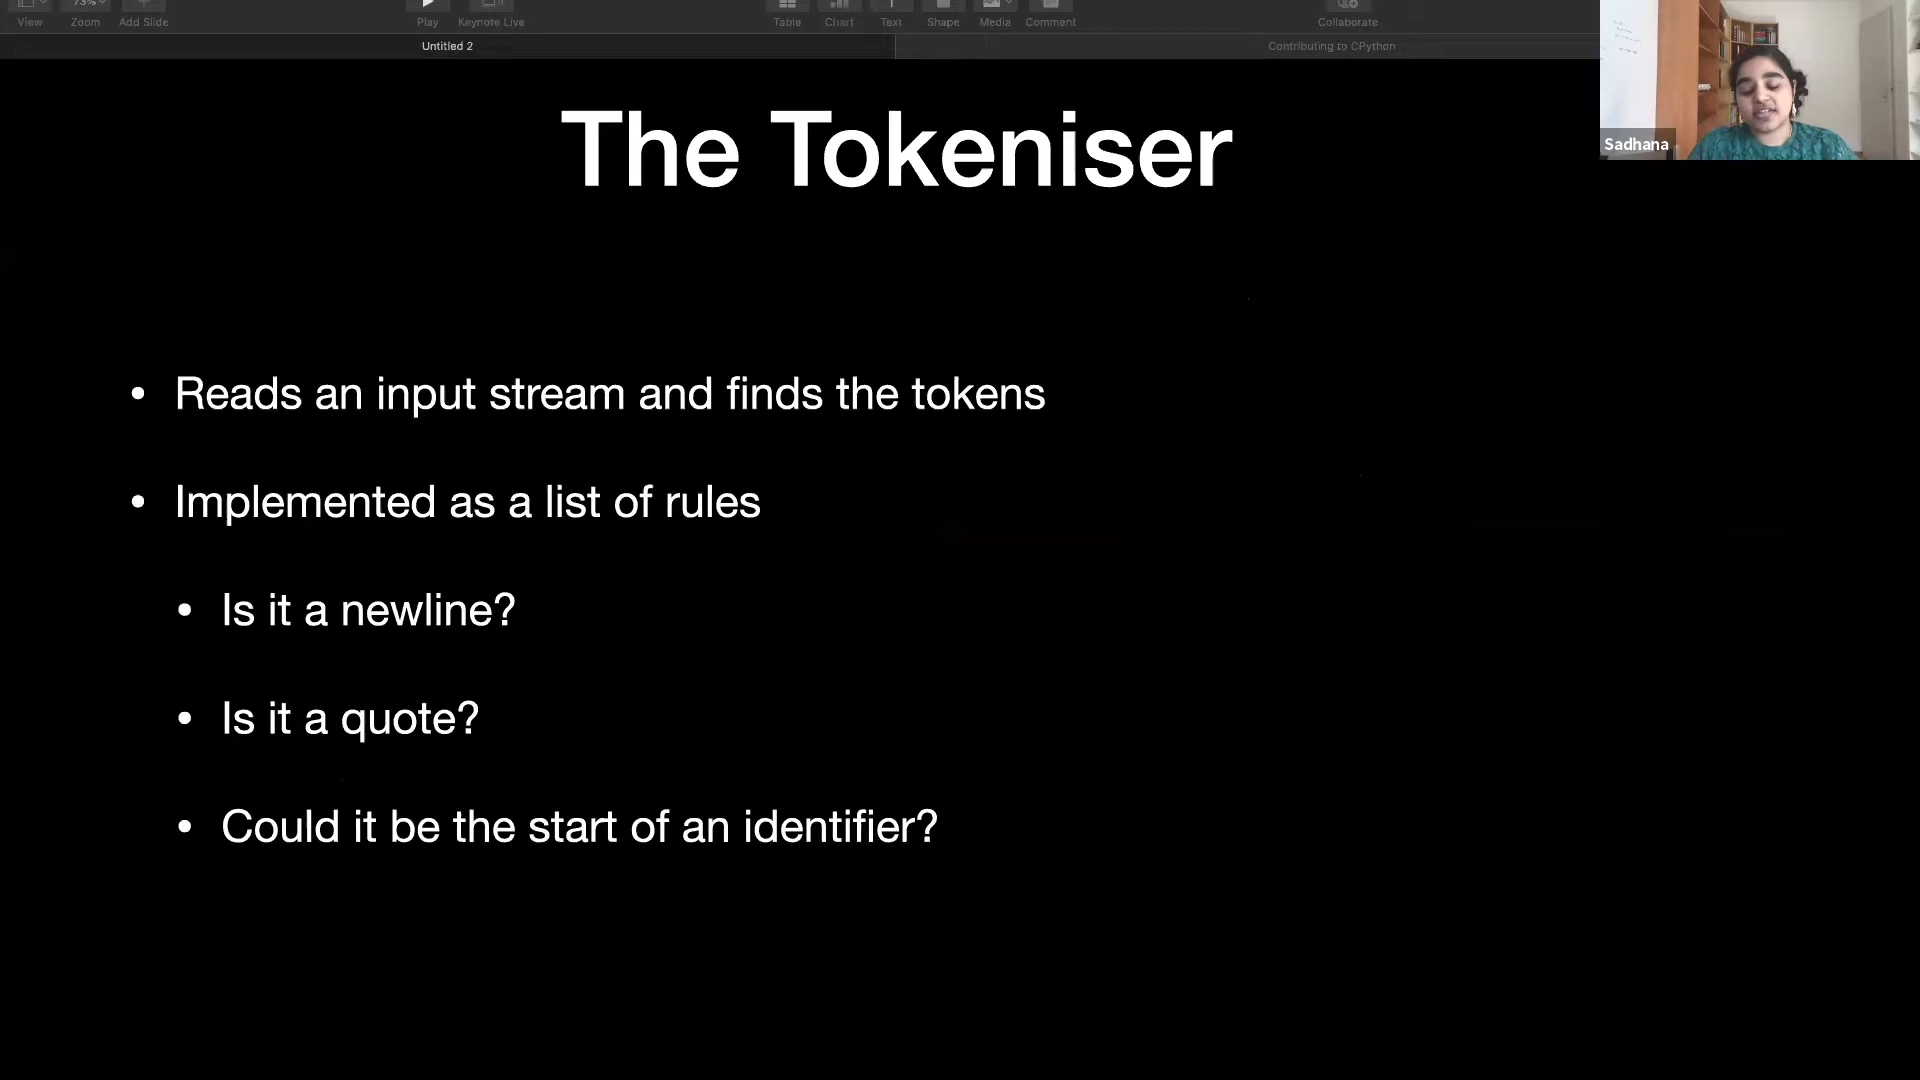 73%
View Zoom Add Slide Play Keynote Live Table Chart Text Shape Media Comment Collaborate
Untitled 2 Contributing to CPython
Sadhana
The Tokeniser
• Reads an input stream and finds the tokens
• Implemented as a list of rules
• Is it a newline?
• Is it a quote?
• Could it be the start of an identifier?